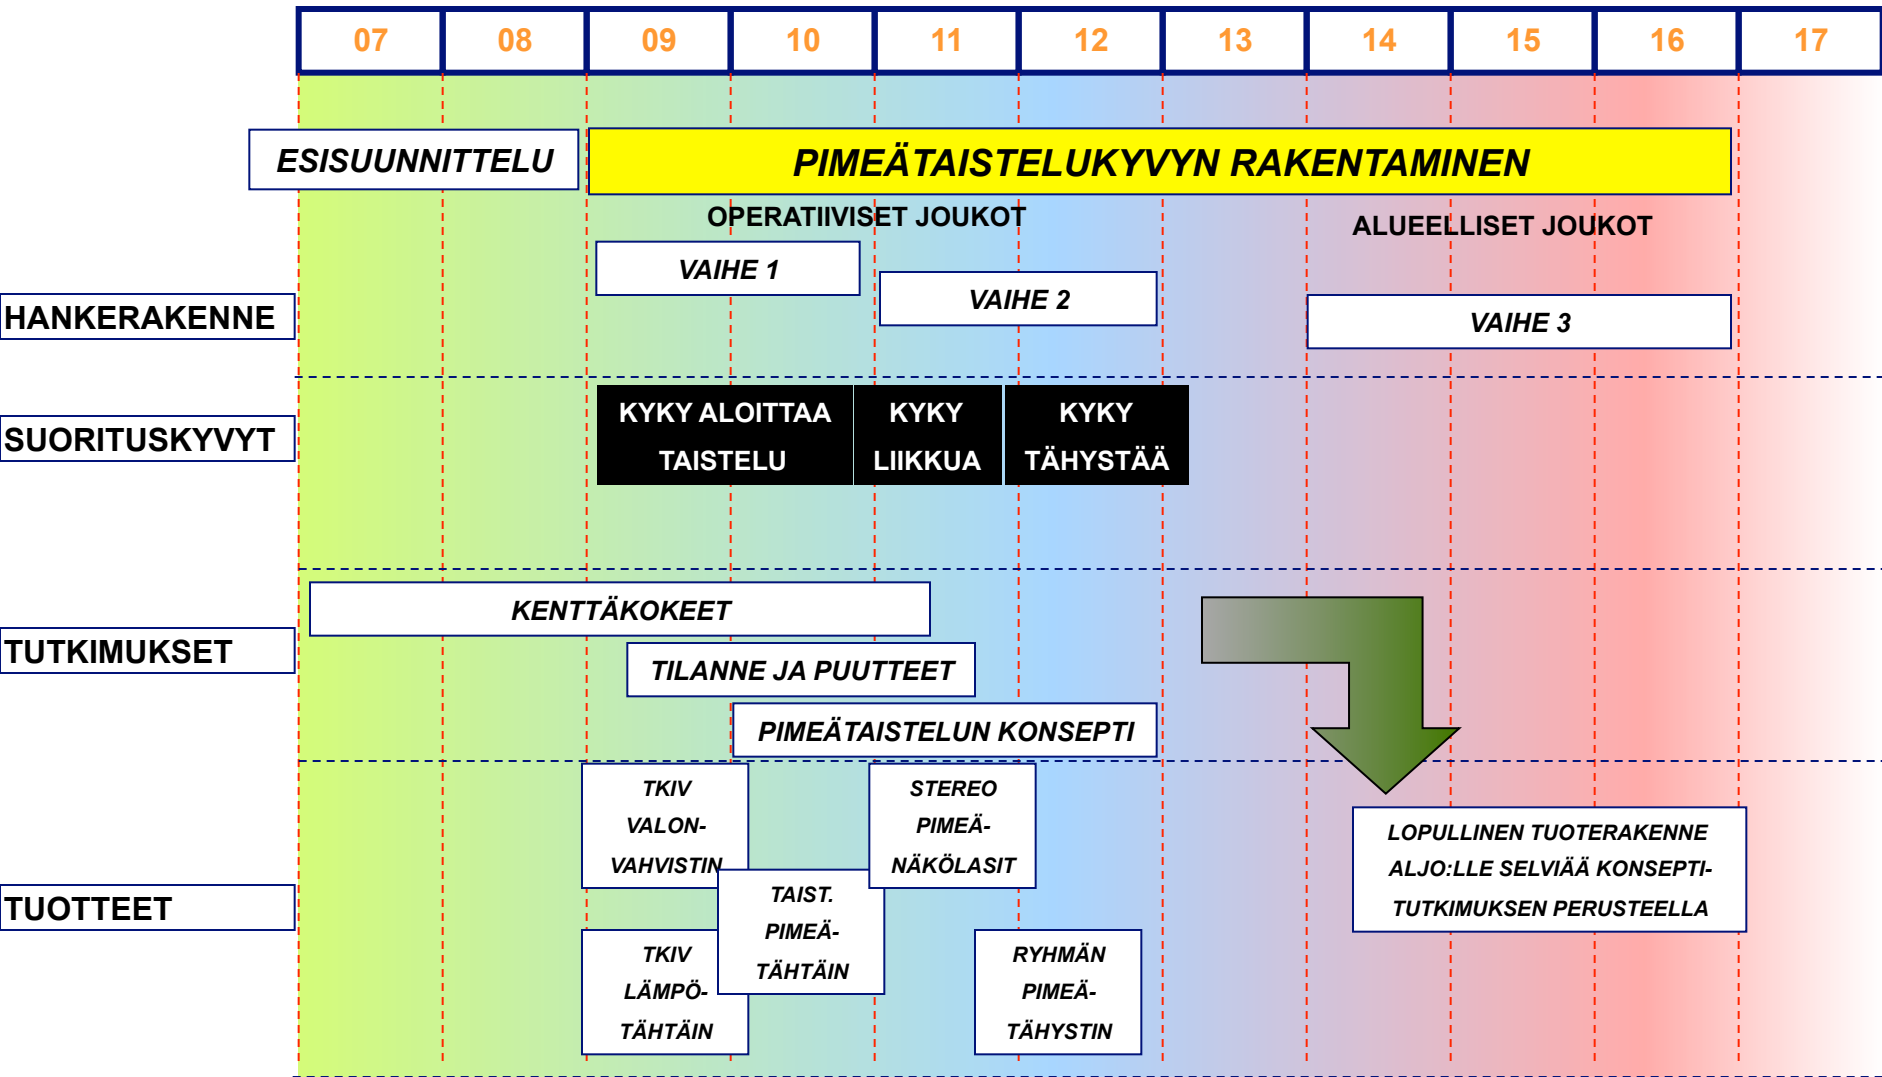 07 08 09 10 11 12 13 14 15 16 17
ESISUUNNITTELU
PIMEÄTAISTELUKYVYN RAKENTAMINEN
OPERATIIVISET JOUKOT
ALUEELLISET JOUKOT
HANKERAKENNE
VAIHE 1
VAIHE 2
VAIHE 3
SUORITUSKYVYT
KYKY ALOITTAA
TAISTELU
KYKY
LIIKKUA
KYKY
TÄHYSTÄÄ
TUTKIMUKSET
KENTTÄKOKEET
TILANNE JA PUUTTEET
PIMEÄTAISTELUN KONSEPTI
TUOTTEET
TKIV
VALON-
VAHVISTIN
TKIV
LÄMPÖ-
TÄHTÄIN
TAIST.
PIMEÄ-
TÄHTÄIN
STEREO
PIMEÄ-
NÄKÖLASIT
RYHMÄN
PIMEÄ-
TÄHYSTIN
LOPULLINEN TUOTERAKENNE
ALJO:LLE SELVIÄÄ KONSEPTI-
TUTKIMUKSEN PERUSTEELLA